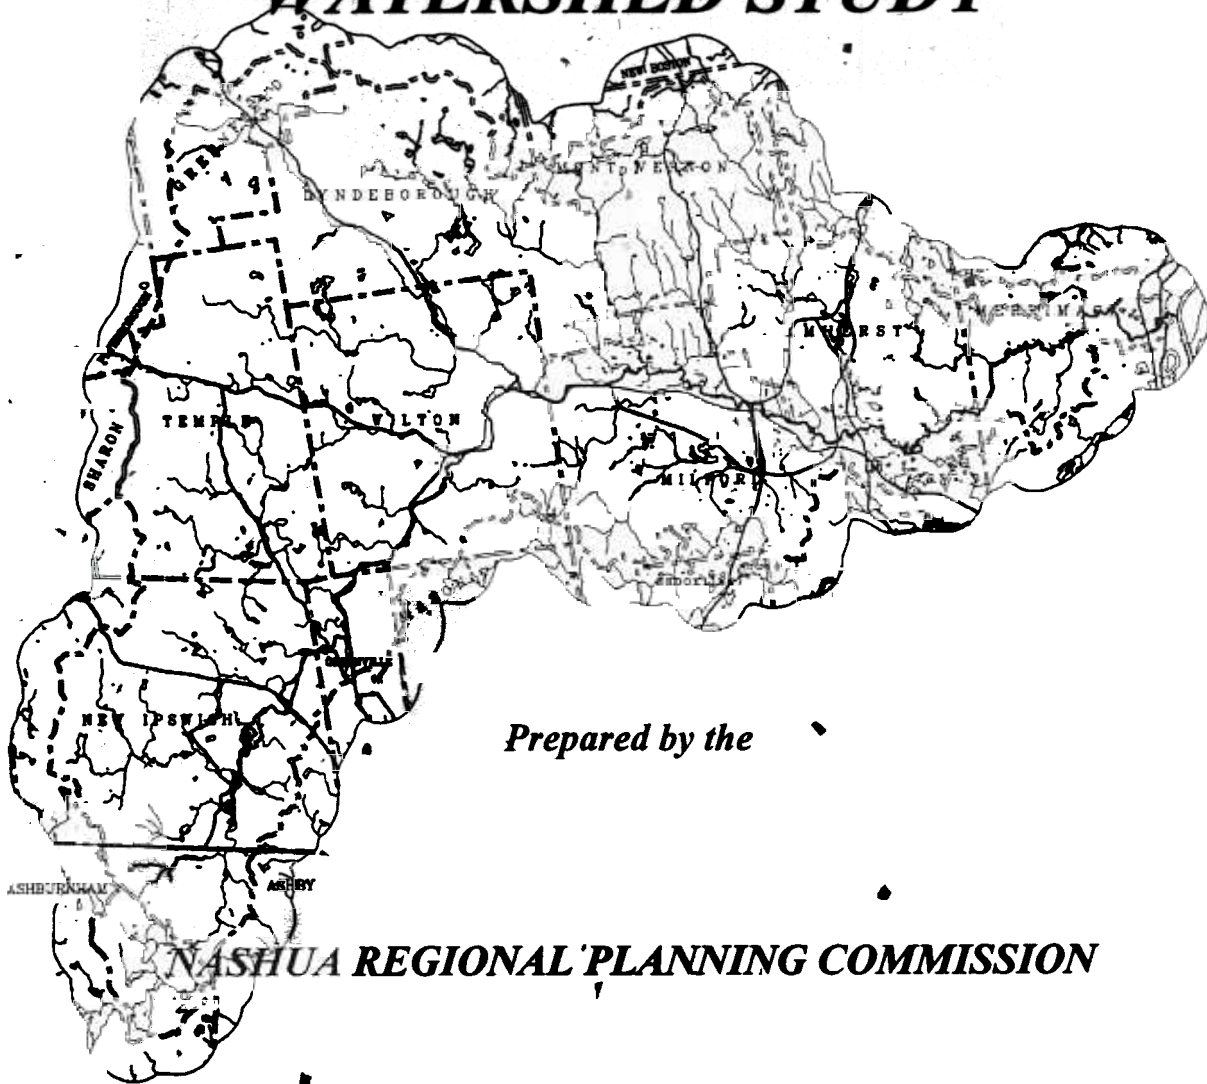 WATERSHED STUDY
NEW BOSTON
MONT VERNON
LYNDEBOROUGH
MERRIMACK
TEMPLE
WILTON
SHARON
MILFORD
NEW IPSWICH
Prepared by the
ASHBURNHAM
ASHBY
NASHUA REGIONAL PLANNING COMMISSION